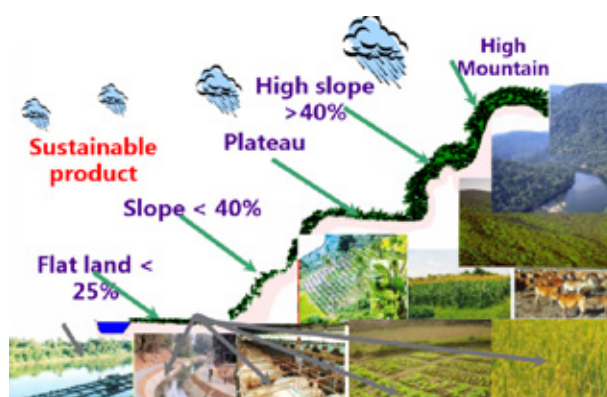 High
Mountain
High slope
>40%
Plateau
Sustainable
product
Slope < 40%
Flat land <
25%